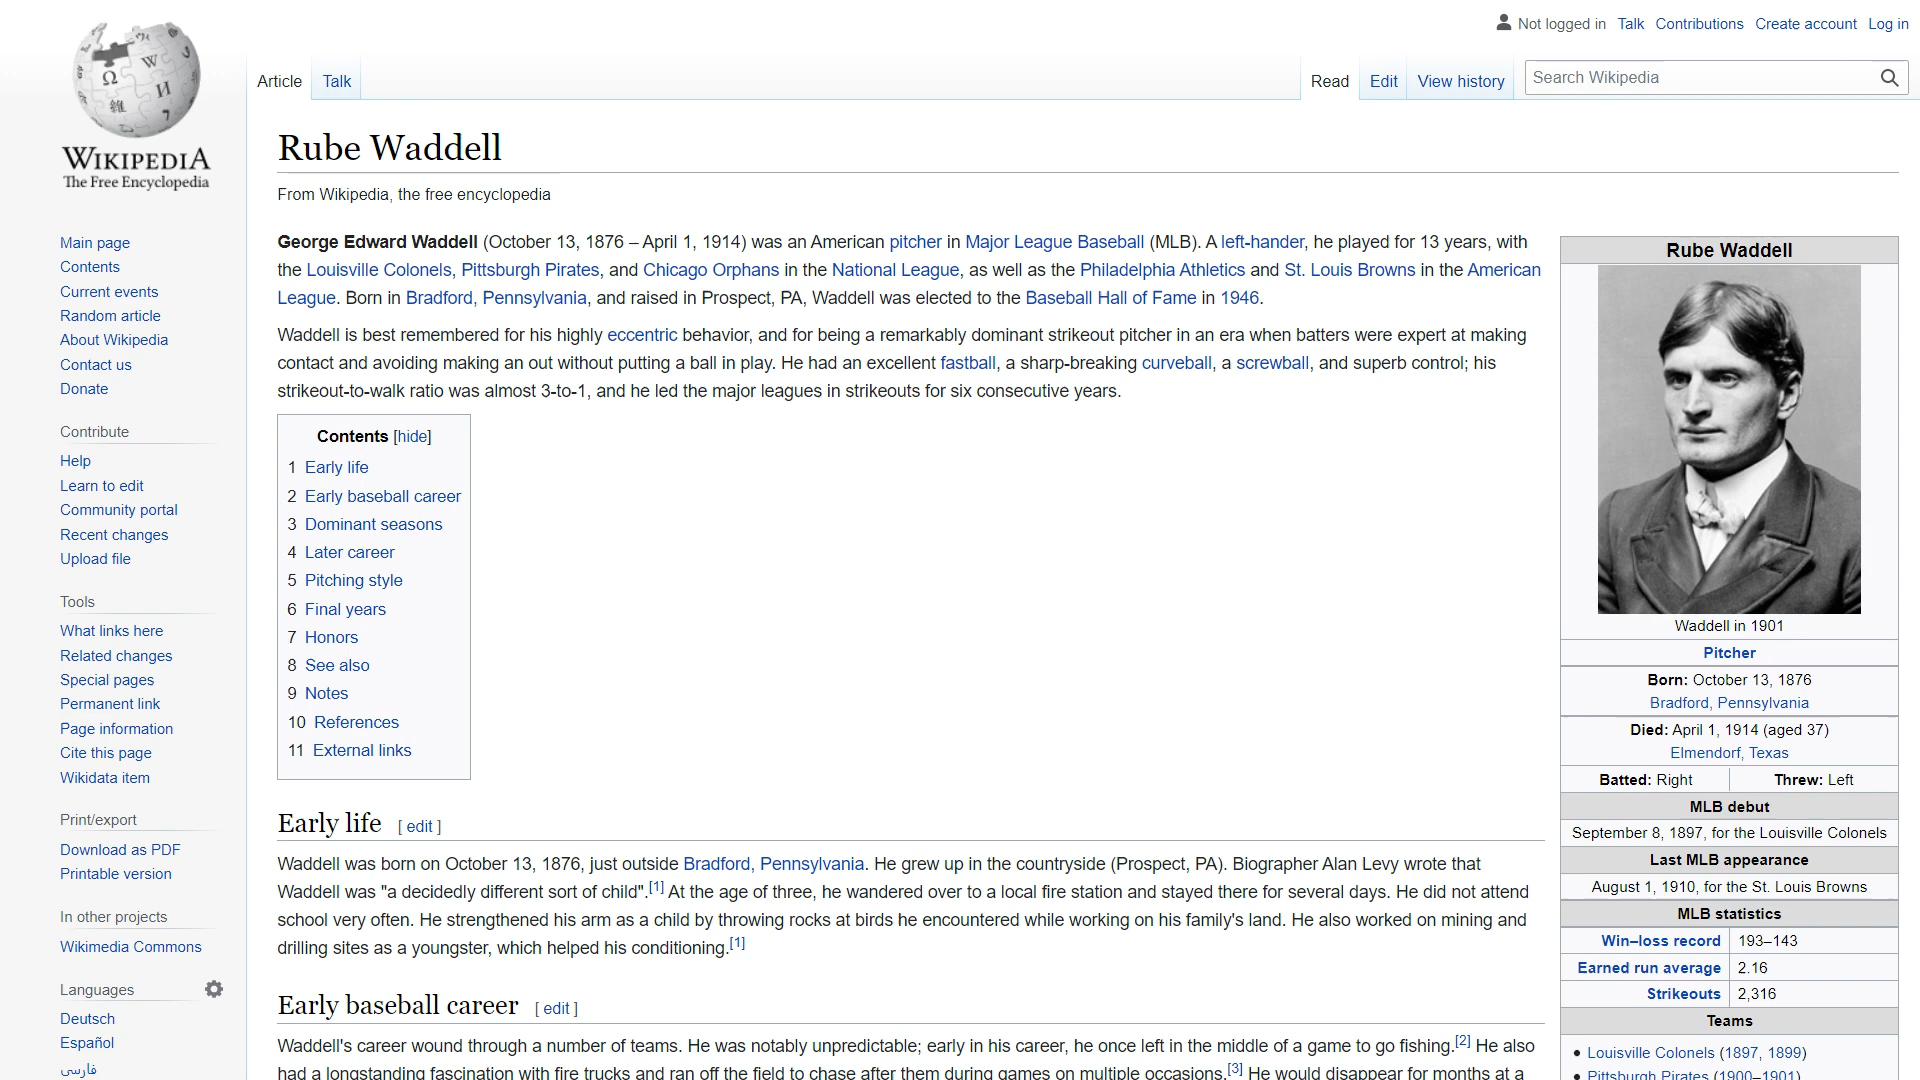 Not logged in Talk Contributions Create account Log in
Article Talk Read Edit View history Search Wikipedia
WIKIPEDIA
The Free Encyclopedia
Main page
Contents
Current events
Random article
About Wikipedia
Contact us
Donate
Contribute
Help
Learn to edit
Community portal
Recent changes
Upload file
Tools
What links here
Related changes
Special pages
Permanent link
Page information
Cite this page
Wikidata item
Print/export
Download as PDF
Printable version
In other projects
Wikimedia Commons
Languages
Deutsch
Español
فارسی
Rube Waddell
From Wikipedia, the free encyclopedia
George Edward Waddell (October 13, 1876 – April 1, 1914) was an American pitcher in Major League Baseball (MLB). A left-hander, he played for 13 years, with
the Louisville Colonels, Pittsburgh Pirates, and Chicago Orphans in the National League, as well as the Philadelphia Athletics and St. Louis Browns in the American
League. Born in Bradford, Pennsylvania, and raised in Prospect, PA, Waddell was elected to the Baseball Hall of Fame in 1946.
Waddell is best remembered for his highly eccentric behavior, and for being a remarkably dominant strikeout pitcher in an era when batters were expert at making
contact and avoiding making an out without putting a ball in play. He had an excellent fastball, a sharp-breaking curveball, a screwball, and superb control; his
strikeout-to-walk ratio was almost 3-to-1, and he led the major leagues in strikeouts for six consecutive years.
Contents [hide]
1 Early life
2 Early baseball career
3 Dominant seasons
4 Later career
5 Pitching style
6 Final years
7 Honors
8 See also
9 Notes
10 References
11 External links
Early life [ edit ]
Waddell was born on October 13, 1876, just outside Bradford, Pennsylvania. He grew up in the countryside (Prospect, PA). Biographer Alan Levy wrote that
Waddell was "a decidedly different sort of child".[1] At the age of three, he wandered over to a local fire station and stayed there for several days. He did not attend
school very often. He strengthened his arm as a child by throwing rocks at birds he encountered while working on his family's land. He also worked on mining and
drilling sites as a youngster, which helped his conditioning.[1]
Early baseball career [ edit ]
Waddell's career wound through a number of teams. He was notably unpredictable; early in his career, he once left in the middle of a game to go fishing.[2] He also
had a longstanding fascination with fire trucks and ran off the field to chase after them during games on multiple occasions.[3] He would disappear for months at a
Rube Waddell
Waddell in 1901
Pitcher
Born: October 13, 1876
Bradford, Pennsylvania
Died: April 1, 1914 (aged 37)
Elmendorf, Texas
Batted: Right Threw: Left
MLB debut
September 8, 1897, for the Louisville Colonels
Last MLB appearance
August 1, 1910, for the St. Louis Browns
MLB statistics
Win–loss record 193–143
Earned run average 2.16
Strikeouts 2,316
Teams
• Louisville Colonels (1897, 1899)
• Pittsburgh Pirates (1900–1901)